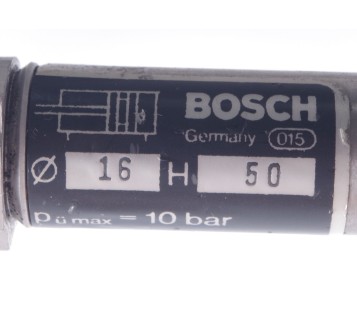 BOSCH
Germany 015
Ø 16 H 50
pü max = 10 bar